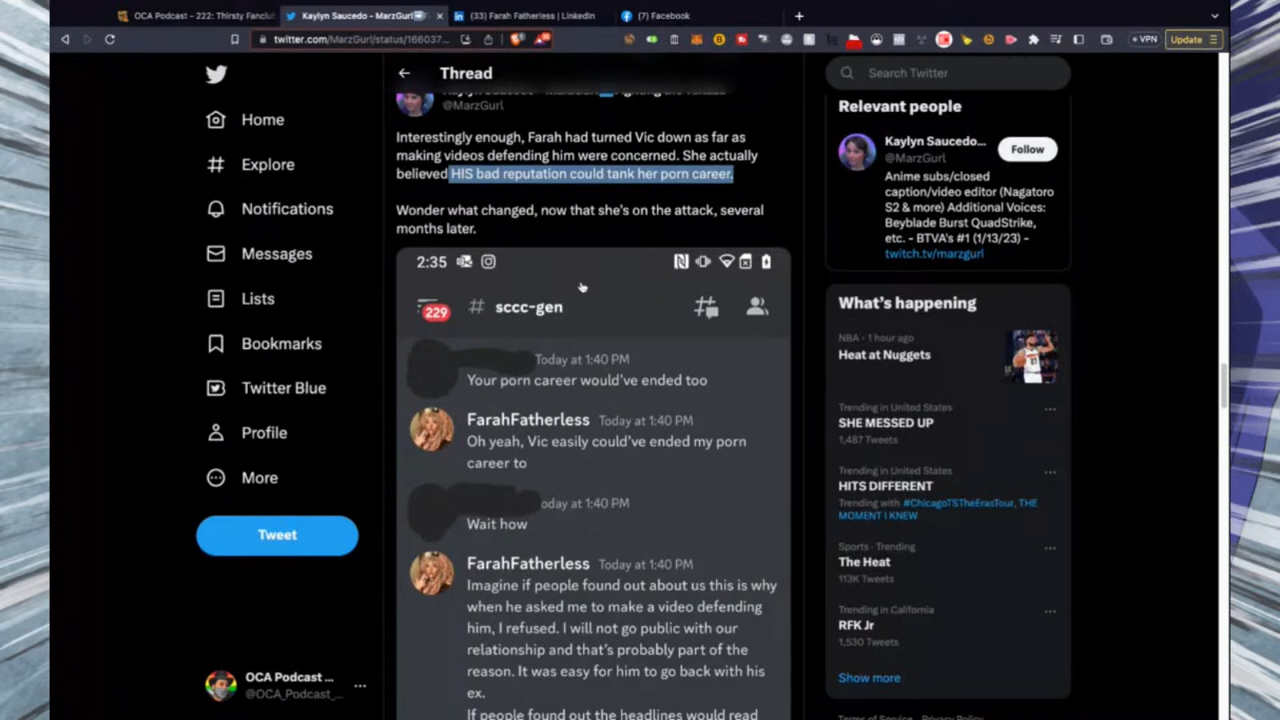 OCA Podcast – 222: Thirsty Fanclu
Kaylyn Saucedo - MarzGurl
(33) Farah Fatherless | LinkedIn
(7) Facebook
twitter.com/MarzGurl/status/166037...
VPN
Update
Home
Explore
Notifications
Messages
Lists
Bookmarks
Twitter Blue
Profile
More
Tweet
OCA Podcast ...
@OCA_Podcast_...
Thread
@MarzGurl
Interestingly enough, Farah had turned Vic down as far as
making videos defending him were concerned. She actually
believed HIS bad reputation could tank her porn career.
Wonder what changed, now that she's on the attack, several
months later.
2:35
229
# sccc-gen
Today at 1:40 PM
Your porn career would've ended too
FarahFatherless Today at 1:40 PM
Oh yeah, Vic easily could've ended my porn
career to
oday at 1:40 PM
Wait how
FarahFatherless Today at 1:40 PM
Imagine if people found out about us this is why
when he asked me to make a video defending
him, I refused. I will not go public with our
relationship and that's probably part of the
reason. It was easy for him to go back with his
ex.
If people found out the headlines would read
Search Twitter
Relevant people
Kaylyn Saucedo...
@MarzGurl
Follow
Anime subs/closed
caption/video editor (Nagatoro
S2 & more) Additional Voices:
Beyblade Burst QuadStrike,
etc. - BTVA's #1 (1/13/23) -
twitch.tv/marzgurl
What's happening
NBA · 1 hour ago
Heat at Nuggets
Trending in United States
SHE MESSED UP
1,487 Tweets
Trending in United States
HITS DIFFERENT
Trending with #ChicagoTSTheErasTour, THE
MOMENT I KNEW
Sports · Trending
The Heat
113K Tweets
Trending in California
RFK Jr
1,530 Tweets
Show more